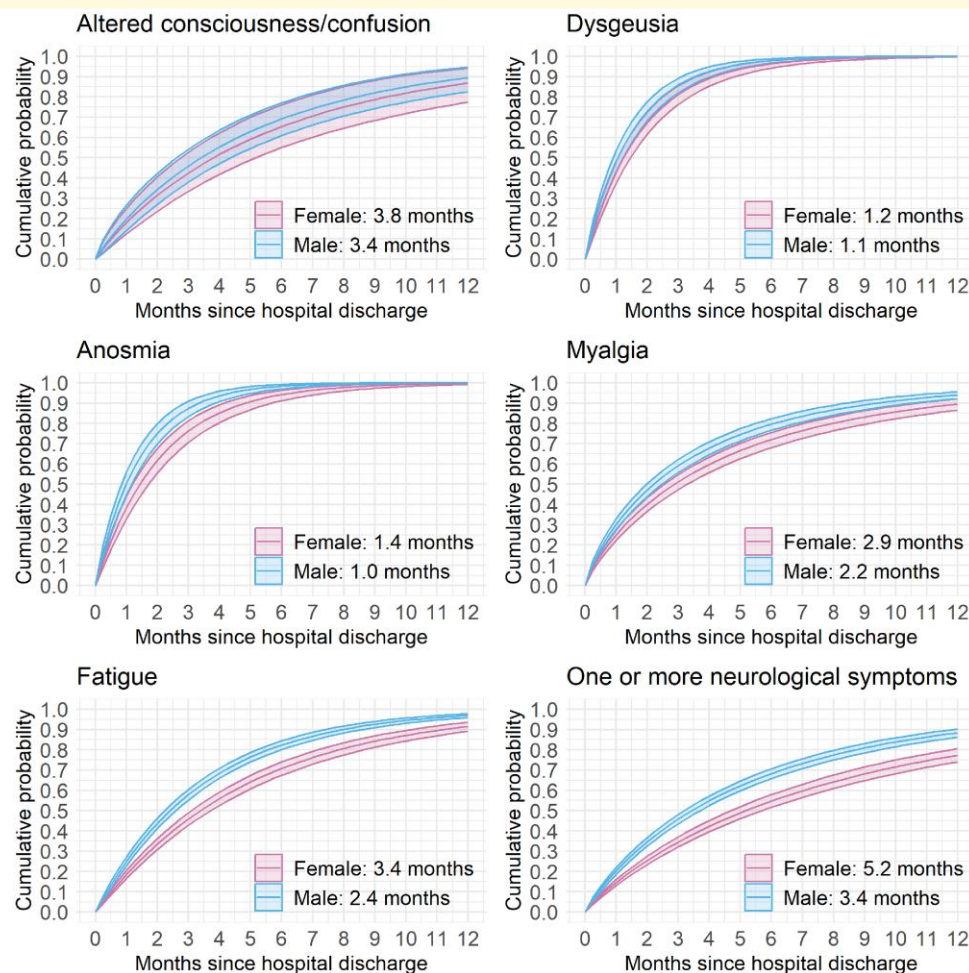 Altered consciousness/confusion
Cumulative probability
1.0
0.9
0.8
0.7
0.6
0.5
0.4
0.3
0.2
0.1
0.0
Female: 3.8 months
Male: 3.4 months
0 1 2 3 4 5 6 7 8 9 10 11 12
Months since hospital discharge
Dysgeusia
Cumulative probability
1.0
0.9
0.8
0.7
0.6
0.5
0.4
0.3
0.2
0.1
0.0
Female: 1.2 months
Male: 1.1 months
0 1 2 3 4 5 6 7 8 9 10 11 12
Months since hospital discharge
Anosmia
Cumulative probability
1.0
0.9
0.8
0.7
0.6
0.5
0.4
0.3
0.2
0.1
0.0
Female: 1.4 months
Male: 1.0 months
0 1 2 3 4 5 6 7 8 9 10 11 12
Months since hospital discharge
Myalgia
Cumulative probability
1.0
0.9
0.8
0.7
0.6
0.5
0.4
0.3
0.2
0.1
0.0
Female: 2.9 months
Male: 2.2 months
0 1 2 3 4 5 6 7 8 9 10 11 12
Months since hospital discharge
Fatigue
Cumulative probability
1.0
0.9
0.8
0.7
0.6
0.5
0.4
0.3
0.2
0.1
0.0
Female: 3.4 months
Male: 2.4 months
0 1 2 3 4 5 6 7 8 9 10 11 12
Months since hospital discharge
One or more neurological symptoms
Cumulative probability
1.0
0.9
0.8
0.7
0.6
0.5
0.4
0.3
0.2
0.1
0.0
Female: 5.2 months
Male: 3.4 months
0 1 2 3 4 5 6 7 8 9 10 11 12
Months since hospital discharge